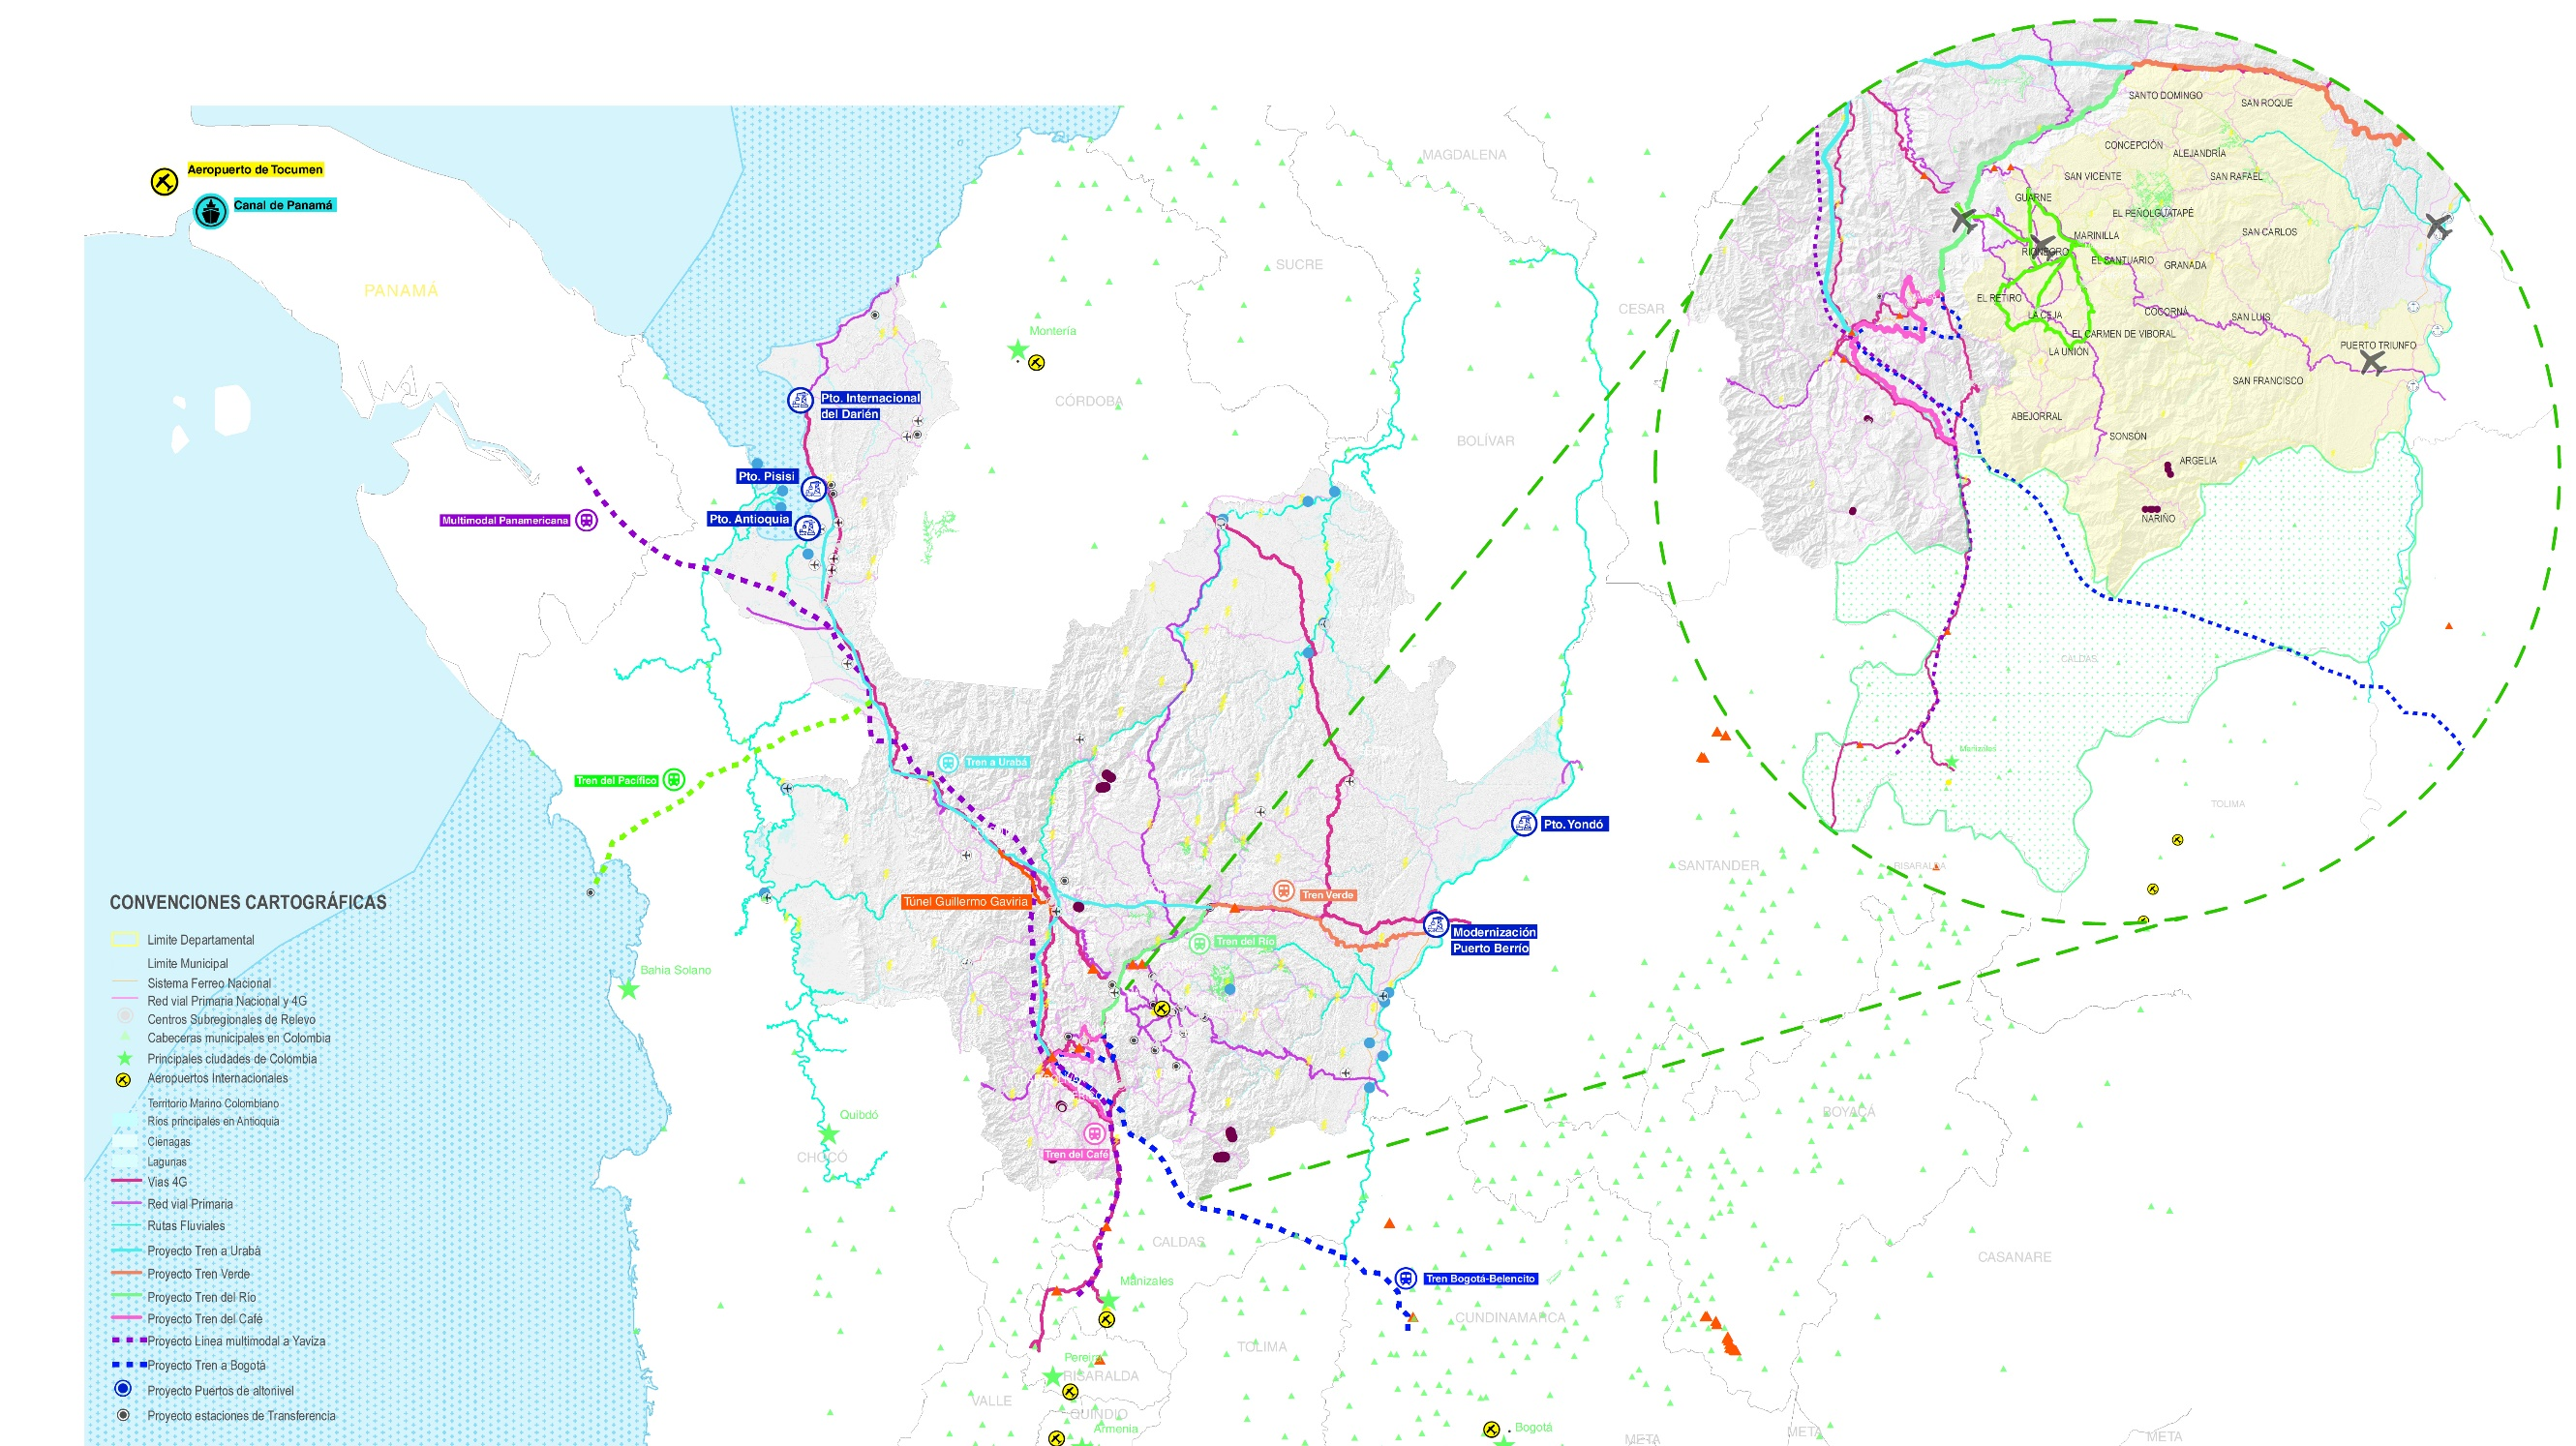 Aeropuerto de Tocumen
Canal de Panamá
PANAMÁ
MAGDALENA
SUCRE
CESAR
Montería
CÓRDOBA
BOLÍVAR
Pto. Internacional
del Darién
Pto. Pisisi
Pto. Antioquia
Multimodal Panamericana
Tren a Urabá
Tren del Pacífico
Pto. Yondó
SANTANDER
Túnel Guillermo Gaviria
Tren Verde
Modernización
Puerto Berrío
Tren del Río
Bahia Solano
Quibdó
CHOCÓ
Tren del Café
BOYACÁ
CALDAS
CASANARE
Manizales
Tren Bogotá-Belencito
CUNDINAMARCA
TOLIMA
Pereira
RISARALDA
VALLE
QUINDIO
Armenia
Bogotá
META
META
META
SANTO DOMINGO
SAN ROQUE
CONCEPCIÓN
ALEJANDRÍA
SAN VICENTE
SAN RAFAEL
GUARNE
EL PEÑOL
GUATAPÉ
SAN CARLOS
MARINILLA
RIONEGRO
EL SANTUARIO
GRANADA
EL RETIRO
LA CEJA
COCORNÁ
SAN LUIS
EL CARMEN DE VIBORAL
LA UNIÓN
PUERTO TRIUNFO
SAN FRANCISCO
ABEJORRAL
SONSÓN
ARGELIA
NARIÑO
CALDAS
Manizales
TOLIMA
RISARALDA
CONVENCIONES CARTOGRÁFICAS
Limite Departamental
Limite Municipal
Sistema Ferreo Nacional
Red vial Primaria Nacional y 4G
Centros Subregionales de Relevo
Cabeceras municipales en Colombia
Principales ciudades de Colombia
Aeropuertos Internacionales
Territorio Marino Colombiano
Ríos principales en Antioquia
Cienagas
Lagunas
Vías 4G
Red vial Primaria
Rutas Fluviales
Proyecto Tren a Urabá
Proyecto Tren Verde
Proyecto Tren del Río
Proyecto Tren del Café
Proyecto Linea multimodal a Yaviza
Proyecto Tren a Bogotá
Proyecto Puertos de altonivel
Proyecto estaciones de Transferencia